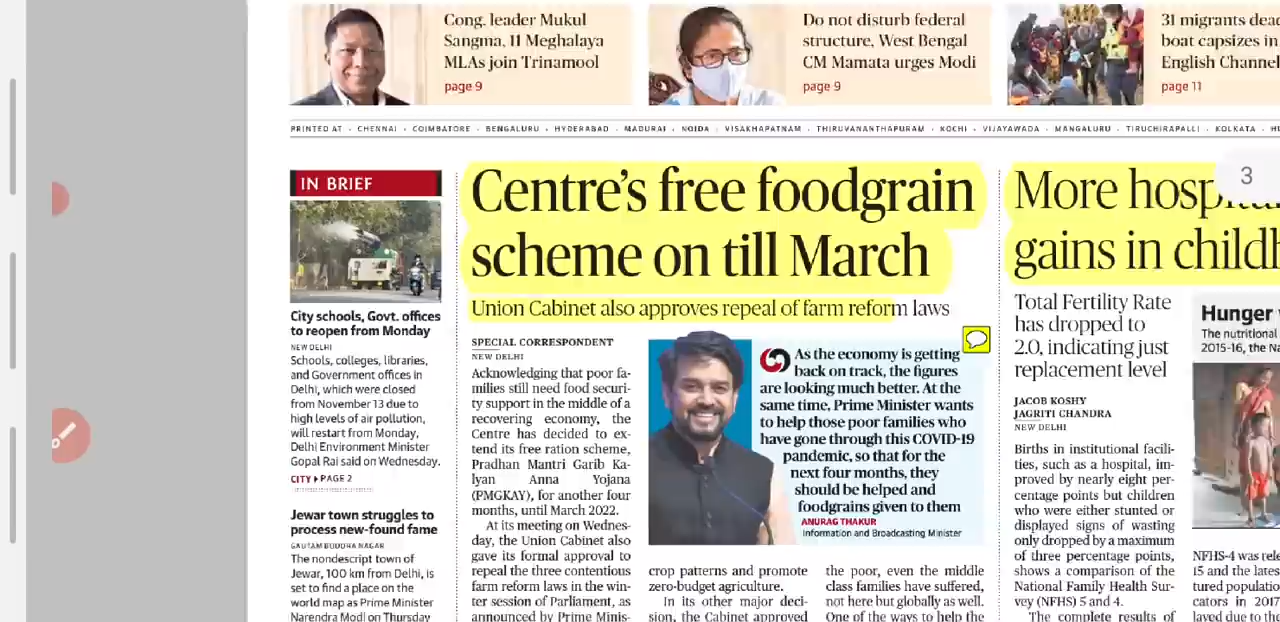 Cong. leader Mukul
Sangma, 11 Meghalaya
MLAs join Trinamool
page 9
Do not disturb federal
structure, West Bengal
CM Mamata urges Modi
page 9
31 migrants dead
boat capsizes in
English Channel
page 11
PRINTED AT • CHENNAI • COIMBATORE • BENGALURU • HYDERABAD • MADURAI • NOIDA • VISAKHAPATNAM • THIRUVANANTHAPURAM • KOCHI • VIJAYAWADA • MANGALURU • TIRUCHIRAPALLI • KOLKATA
3
IN BRIEF
City schools, Govt. offices
to reopen from Monday
NEW DELHI
Schools, colleges, libraries,
and Government offices in
Delhi, which were closed
from November 13 due to
high levels of air pollution,
will restart from Monday,
Delhi Environment Minister
Gopal Rai said on Wednesday.
CITY PAGE 2
Jewar town struggles to
process new-found fame
GAUTAM BUDDHA NAGAR
The nondescript town of
Jewar, 100 km from Delhi, is
set to find a place on the
world map as Prime Minister
Narendra Modi on Thursday
Centre's free foodgrain
scheme on till March
Union Cabinet also approves repeal of farm reform laws
SPECIAL CORRESPONDENT
NEW DELHI
Acknowledging that poor fa-
milies still need food securi-
ty support in the middle of a
recovering economy, the
Centre has decided to ex-
tend its free ration scheme,
Pradhan Mantri Garib Ka-
lyan Anna Yojana
(PMGKAY), for another four
months, until March 2022.
At its meeting on Wednes-
day, the Union Cabinet also
gave its formal approval to
repeal the three contentious
farm reform laws in the win-
ter session of Parliament, as
announced by Prime Minis-
As the economy is getting
back on track, the figures
are looking much better. At the
same time, Prime Minister wants
to help those poor families who
have gone through this COVID-19
pandemic, so that for the
next four months, they
should be helped and
foodgrains given to them
ANURAG THAKUR
Information and Broadcasting Minister
crop patterns and promote
zero-budget agriculture.
In its other major deci-
sion, the Cabinet approved
the poor, even the middle
class families have suffered,
not here but globally as well.
One of the ways to help the
More
gains in
Total Fertility Rate
has dropped to
2.0, indicating just
replacement level
JACOB KOSHY
JAGRITI CHANDRA
NEW DELHI
Births in institutional facili-
ties, such as a hospital, im-
proved by nearly eight per-
centage points but children
who were either stunted or
displayed signs of wasting
only dropped by a maximum
of three percentage points,
shows a comparison of the
National Family Health Sur-
vey (NFHS) 5 and 4.
The complete results of
Hunger
The nutritional
2015-16, the
NFHS-4 was
15 and the
tured
cators in 2017
layed due to the